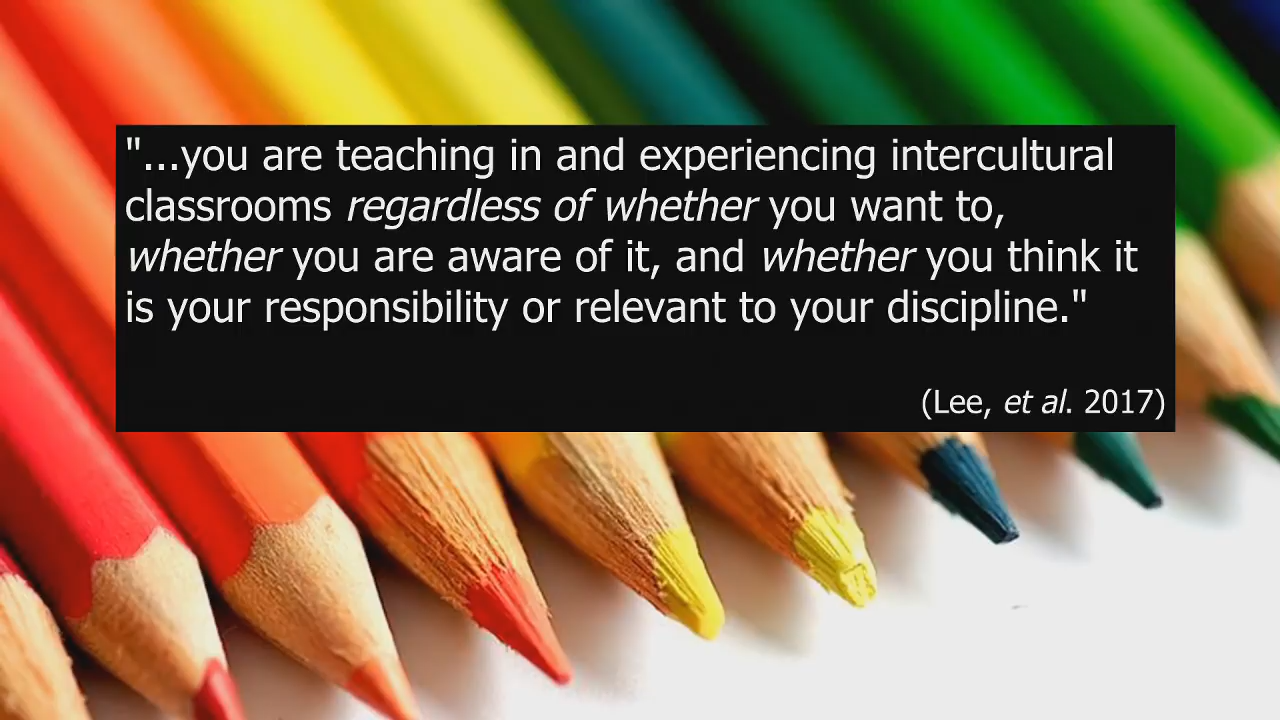 "...you are teaching in and experiencing intercultural
classrooms regardless of whether you want to,
whether you are aware of it, and whether you think it
is your responsibility or relevant to your discipline."
(Lee, et al. 2017)